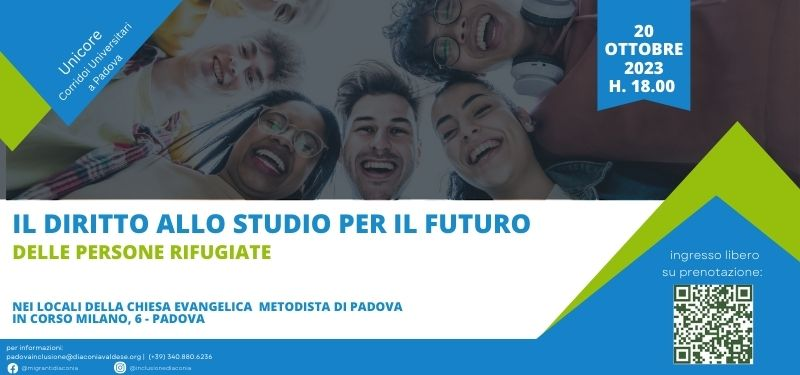 Unicore
Corridoi Universitari
a Padova
20
OTTOBRE
2023
H. 18.00
IL DIRITTO ALLO STUDIO PER IL FUTURO
DELLE PERSONE RIFUGIATE
NEI LOCALI DELLA CHIESA EVANGELICA METODISTA DI PADOVA
IN CORSO MILANO, 6 - PADOVA
ingresso libero
su prenotazione:
per informazioni:
padovainclusione@diaconiavaldese.org | (+39) 340.880.6236
@migrantidiaconia @inclusionediaconia